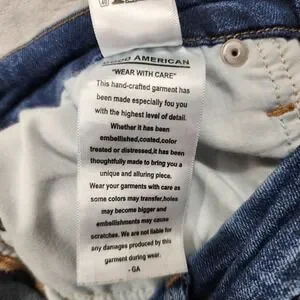 GOOD AMERICAN
"WEAR WITH CARE"
This hand-crafted garment has
been made especially fou you
with the highest level of detail.
Whether it has been
embellished,coated,color
treated or distressed,it has been
thoughtfully made to bring you a
unique and alluring piece.
Wear your garments with care as
some colors may transfer,holes
may become bigger and
embellishments may cause
scratches. We are not liable for
any damages produced by this
garment during wear.
- GA